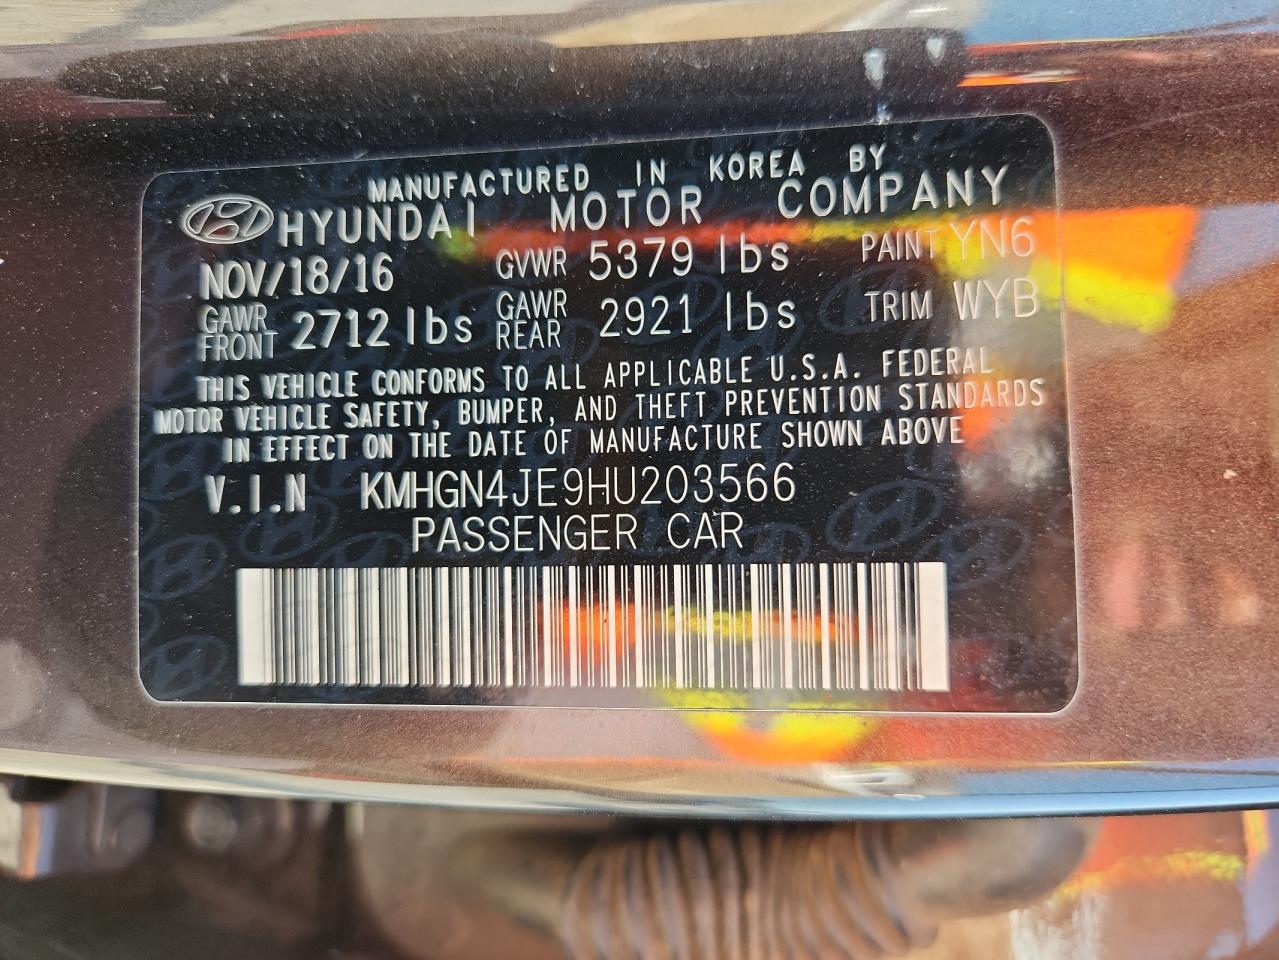 MANUFACTURED IN KOREA BY
HYUNDAI MOTOR COMPANY
NOV/18/16 GVWR 5379 lbs PAINT YN6
GAWR FRONT 2712 lbs GAWR REAR 2921 lbs TRIM WYB
THIS VEHICLE CONFORMS TO ALL APPLICABLE U.S.A. FEDERAL
MOTOR VEHICLE SAFETY, BUMPER, AND THEFT PREVENTION STANDARDS
IN EFFECT ON THE DATE OF MANUFACTURE SHOWN ABOVE
V.I.N KMHGN4JE9HU203566
PASSENGER CAR